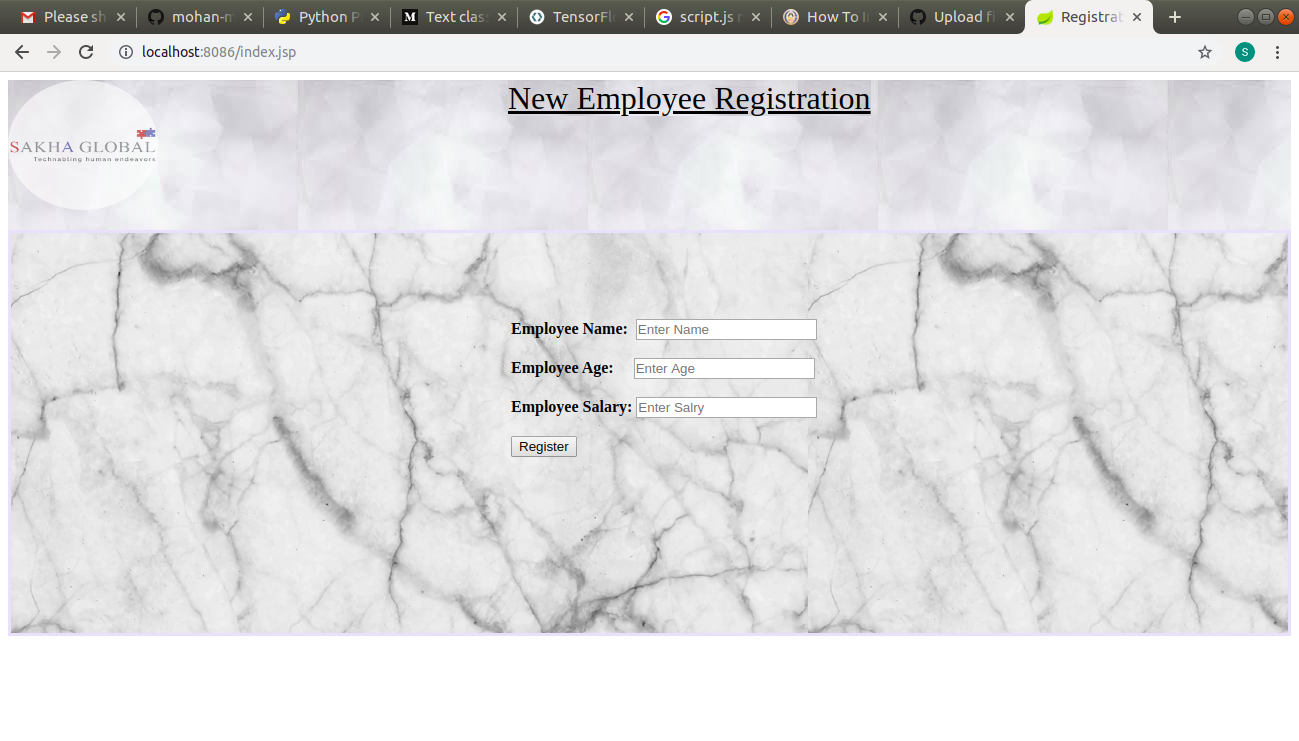 Please sh
mohan-m
Python P
Text clas
TensorFl
script.js
How To I
Upload fi
Registrat
localhost:8086/index.jsp
S
New Employee Registration
SAKHA GLOBAL
Technabling human endeavors
Employee Name: Enter Name
Employee Age: Enter Age
Employee Salary: Enter Salry
Register